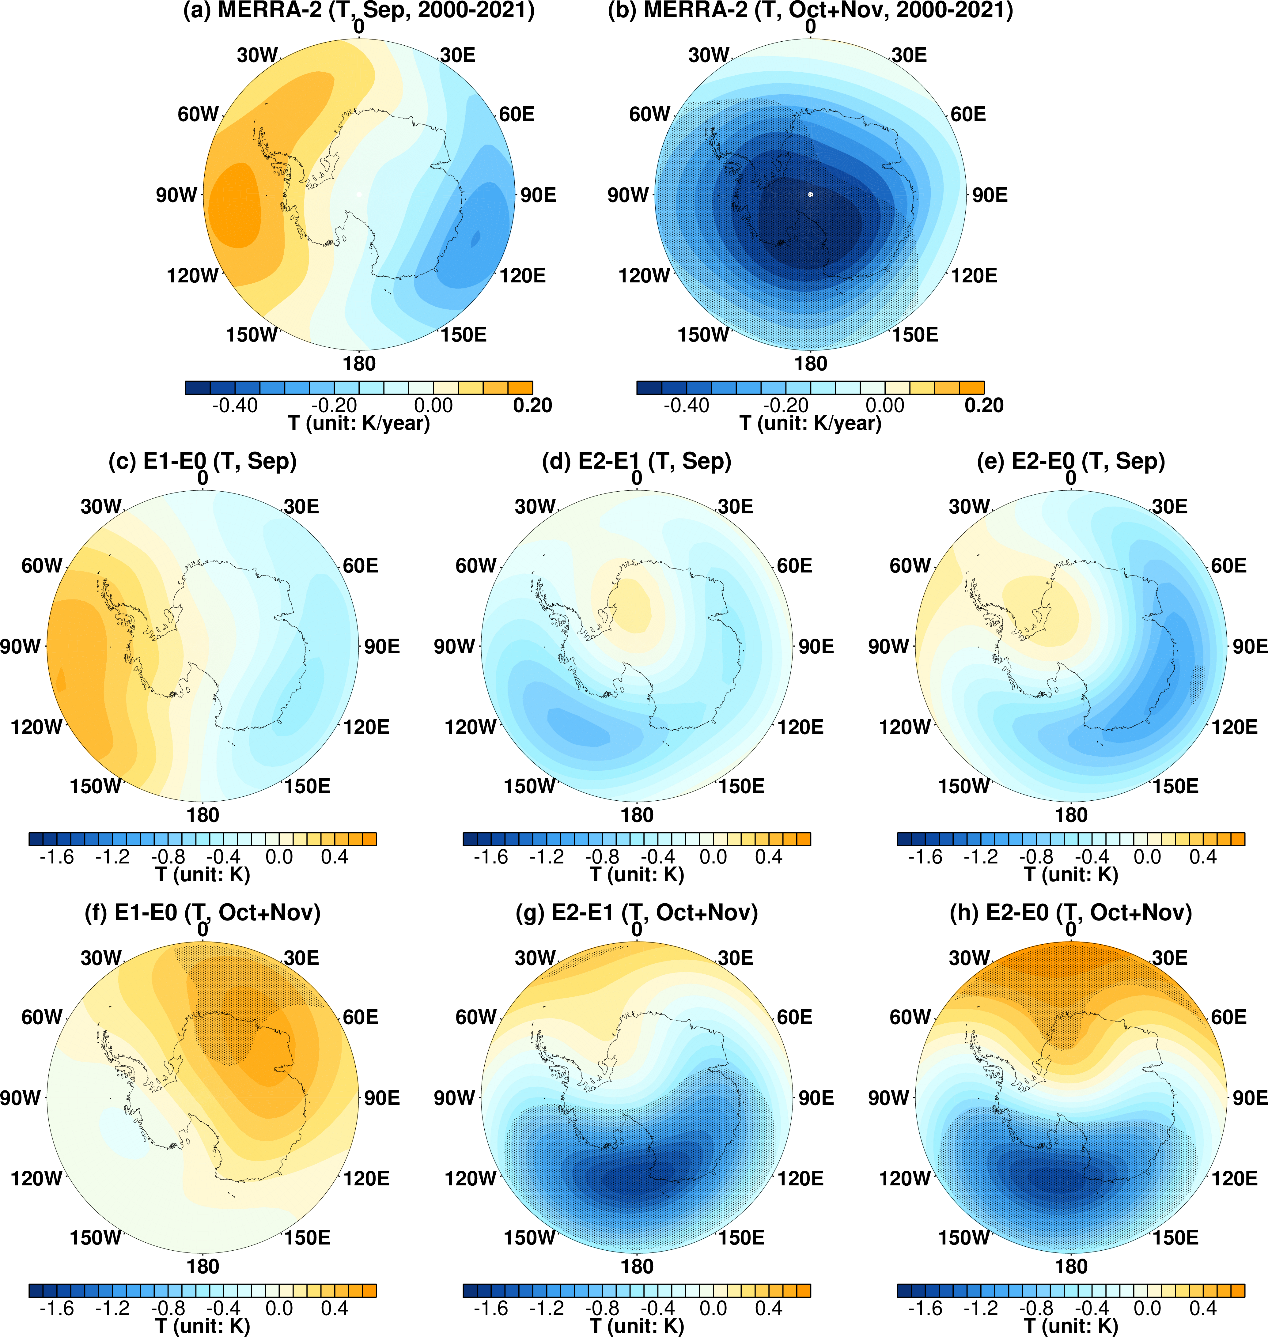 (a) MERRA-2 (T, Sep, 2000-2021)
0
30W 30E
60W 60E
90W 90E
120W 120E
150W 150E
180
-0.40 -0.20 0.00 0.20
T (unit: K/year)
(b) MERRA-2 (T, Oct+Nov, 2000-2021)
0
30W 30E
60W 60E
90W 90E
120W 120E
150W 150E
180
-0.40 -0.20 0.00 0.20
T (unit: K/year)
(c) E1-E0 (T, Sep)
0
30W 30E
60W 60E
90W 90E
120W 120E
150W 150E
180
-1.6 -1.2 -0.8 -0.4 0.0 0.4
T (unit: K)
(d) E2-E1 (T, Sep)
0
30W 30E
60W 60E
90W 90E
120W 120E
150W 150E
180
-1.6 -1.2 -0.8 -0.4 0.0 0.4
T (unit: K)
(e) E2-E0 (T, Sep)
0
30W 30E
60W 60E
90W 90E
120W 120E
150W 150E
180
-1.6 -1.2 -0.8 -0.4 0.0 0.4
T (unit: K)
(f) E1-E0 (T, Oct+Nov)
0
30W 30E
60W 60E
90W 90E
120W 120E
150W 150E
180
-1.6 -1.2 -0.8 -0.4 0.0 0.4
T (unit: K)
(g) E2-E1 (T, Oct+Nov)
0
30W 30E
60W 60E
90W 90E
120W 120E
150W 150E
180
-1.6 -1.2 -0.8 -0.4 0.0 0.4
T (unit: K)
(h) E2-E0 (T, Oct+Nov)
0
30W 30E
60W 60E
90W 90E
120W 120E
150W 150E
180
-1.6 -1.2 -0.8 -0.4 0.0 0.4
T (unit: K)